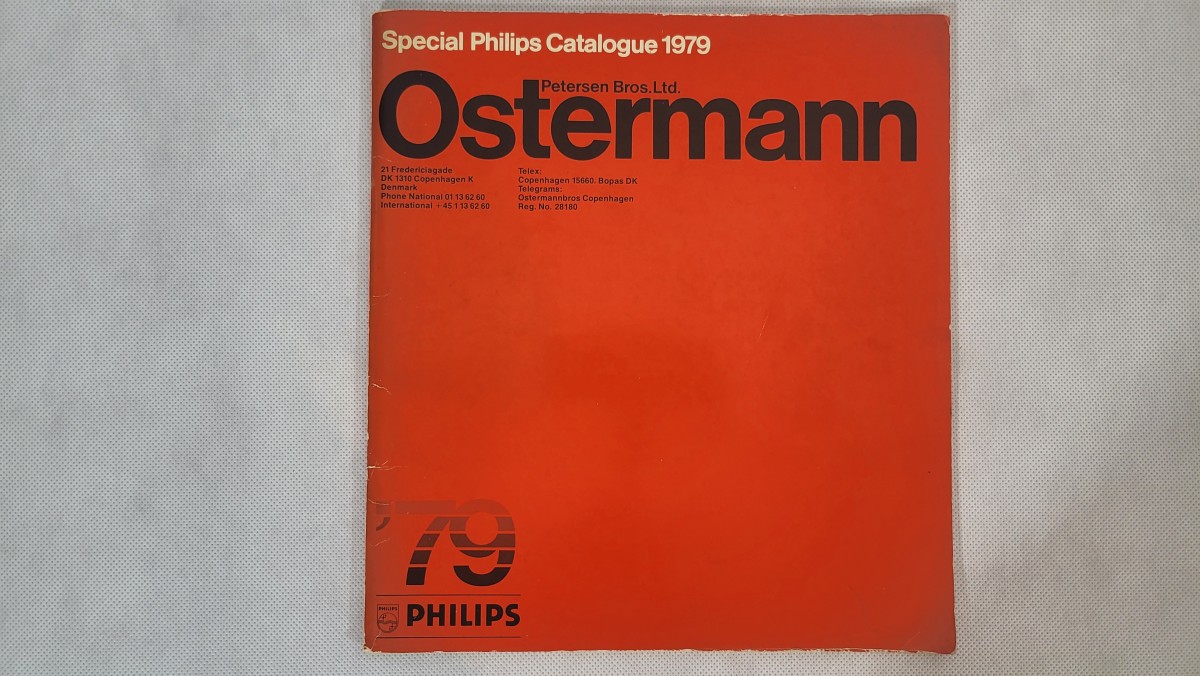 Special Philips Catalogue 1979
Petersen Bros. Ltd.
Ostermann
21 Fredericiagade
DK 1310 Copenhagen K
Denmark
Phone National 01 13 62 60
International + 45 1 13 62 60
Telex:
Copenhagen 15660. Bopas DK
Telegrams:
Ostermannbros Copenhagen
Reg. No. 28180
'79
PHILIPS
PHILIPS